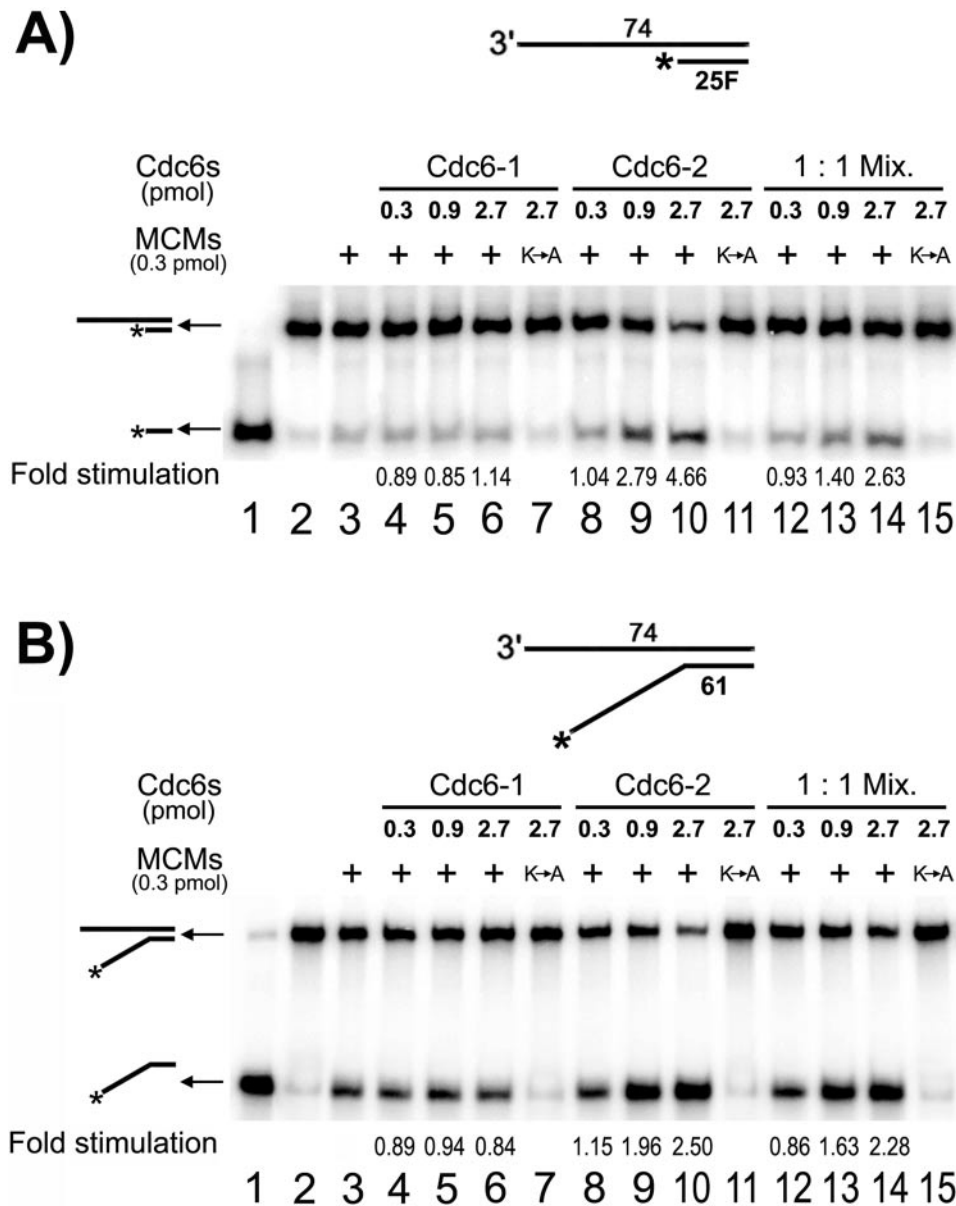 A)
3' 74
* 25F
Cdc6s (pmol) Cdc6-1 Cdc6-2 1 : 1 Mix.
0.3 0.9 2.7 2.7 0.3 0.9 2.7 2.7 0.3 0.9 2.7 2.7
MCMs (0.3 pmol) + + + + K→A + + + K→A + + + K→A
*
*
Fold stimulation 0.89 0.85 1.14 1.04 2.79 4.66 0.93 1.40 2.63
1 2 3 4 5 6 7 8 9 10 11 12 13 14 15
B)
3' 74
61
*
Cdc6s (pmol) Cdc6-1 Cdc6-2 1 : 1 Mix.
0.3 0.9 2.7 2.7 0.3 0.9 2.7 2.7 0.3 0.9 2.7 2.7
MCMs (0.3 pmol) + + + + K→A + + + K→A + + + K→A
*
*
Fold stimulation 0.89 0.94 0.84 1.15 1.96 2.50 0.86 1.63 2.28
1 2 3 4 5 6 7 8 9 10 11 12 13 14 15